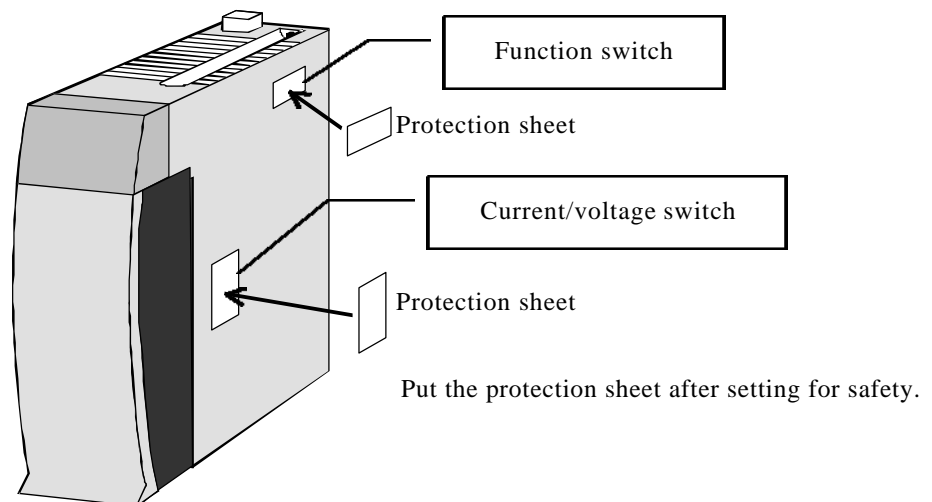 Function switch
Protection sheet
Current/voltage switch
Protection sheet
Put the protection sheet after setting for safety.